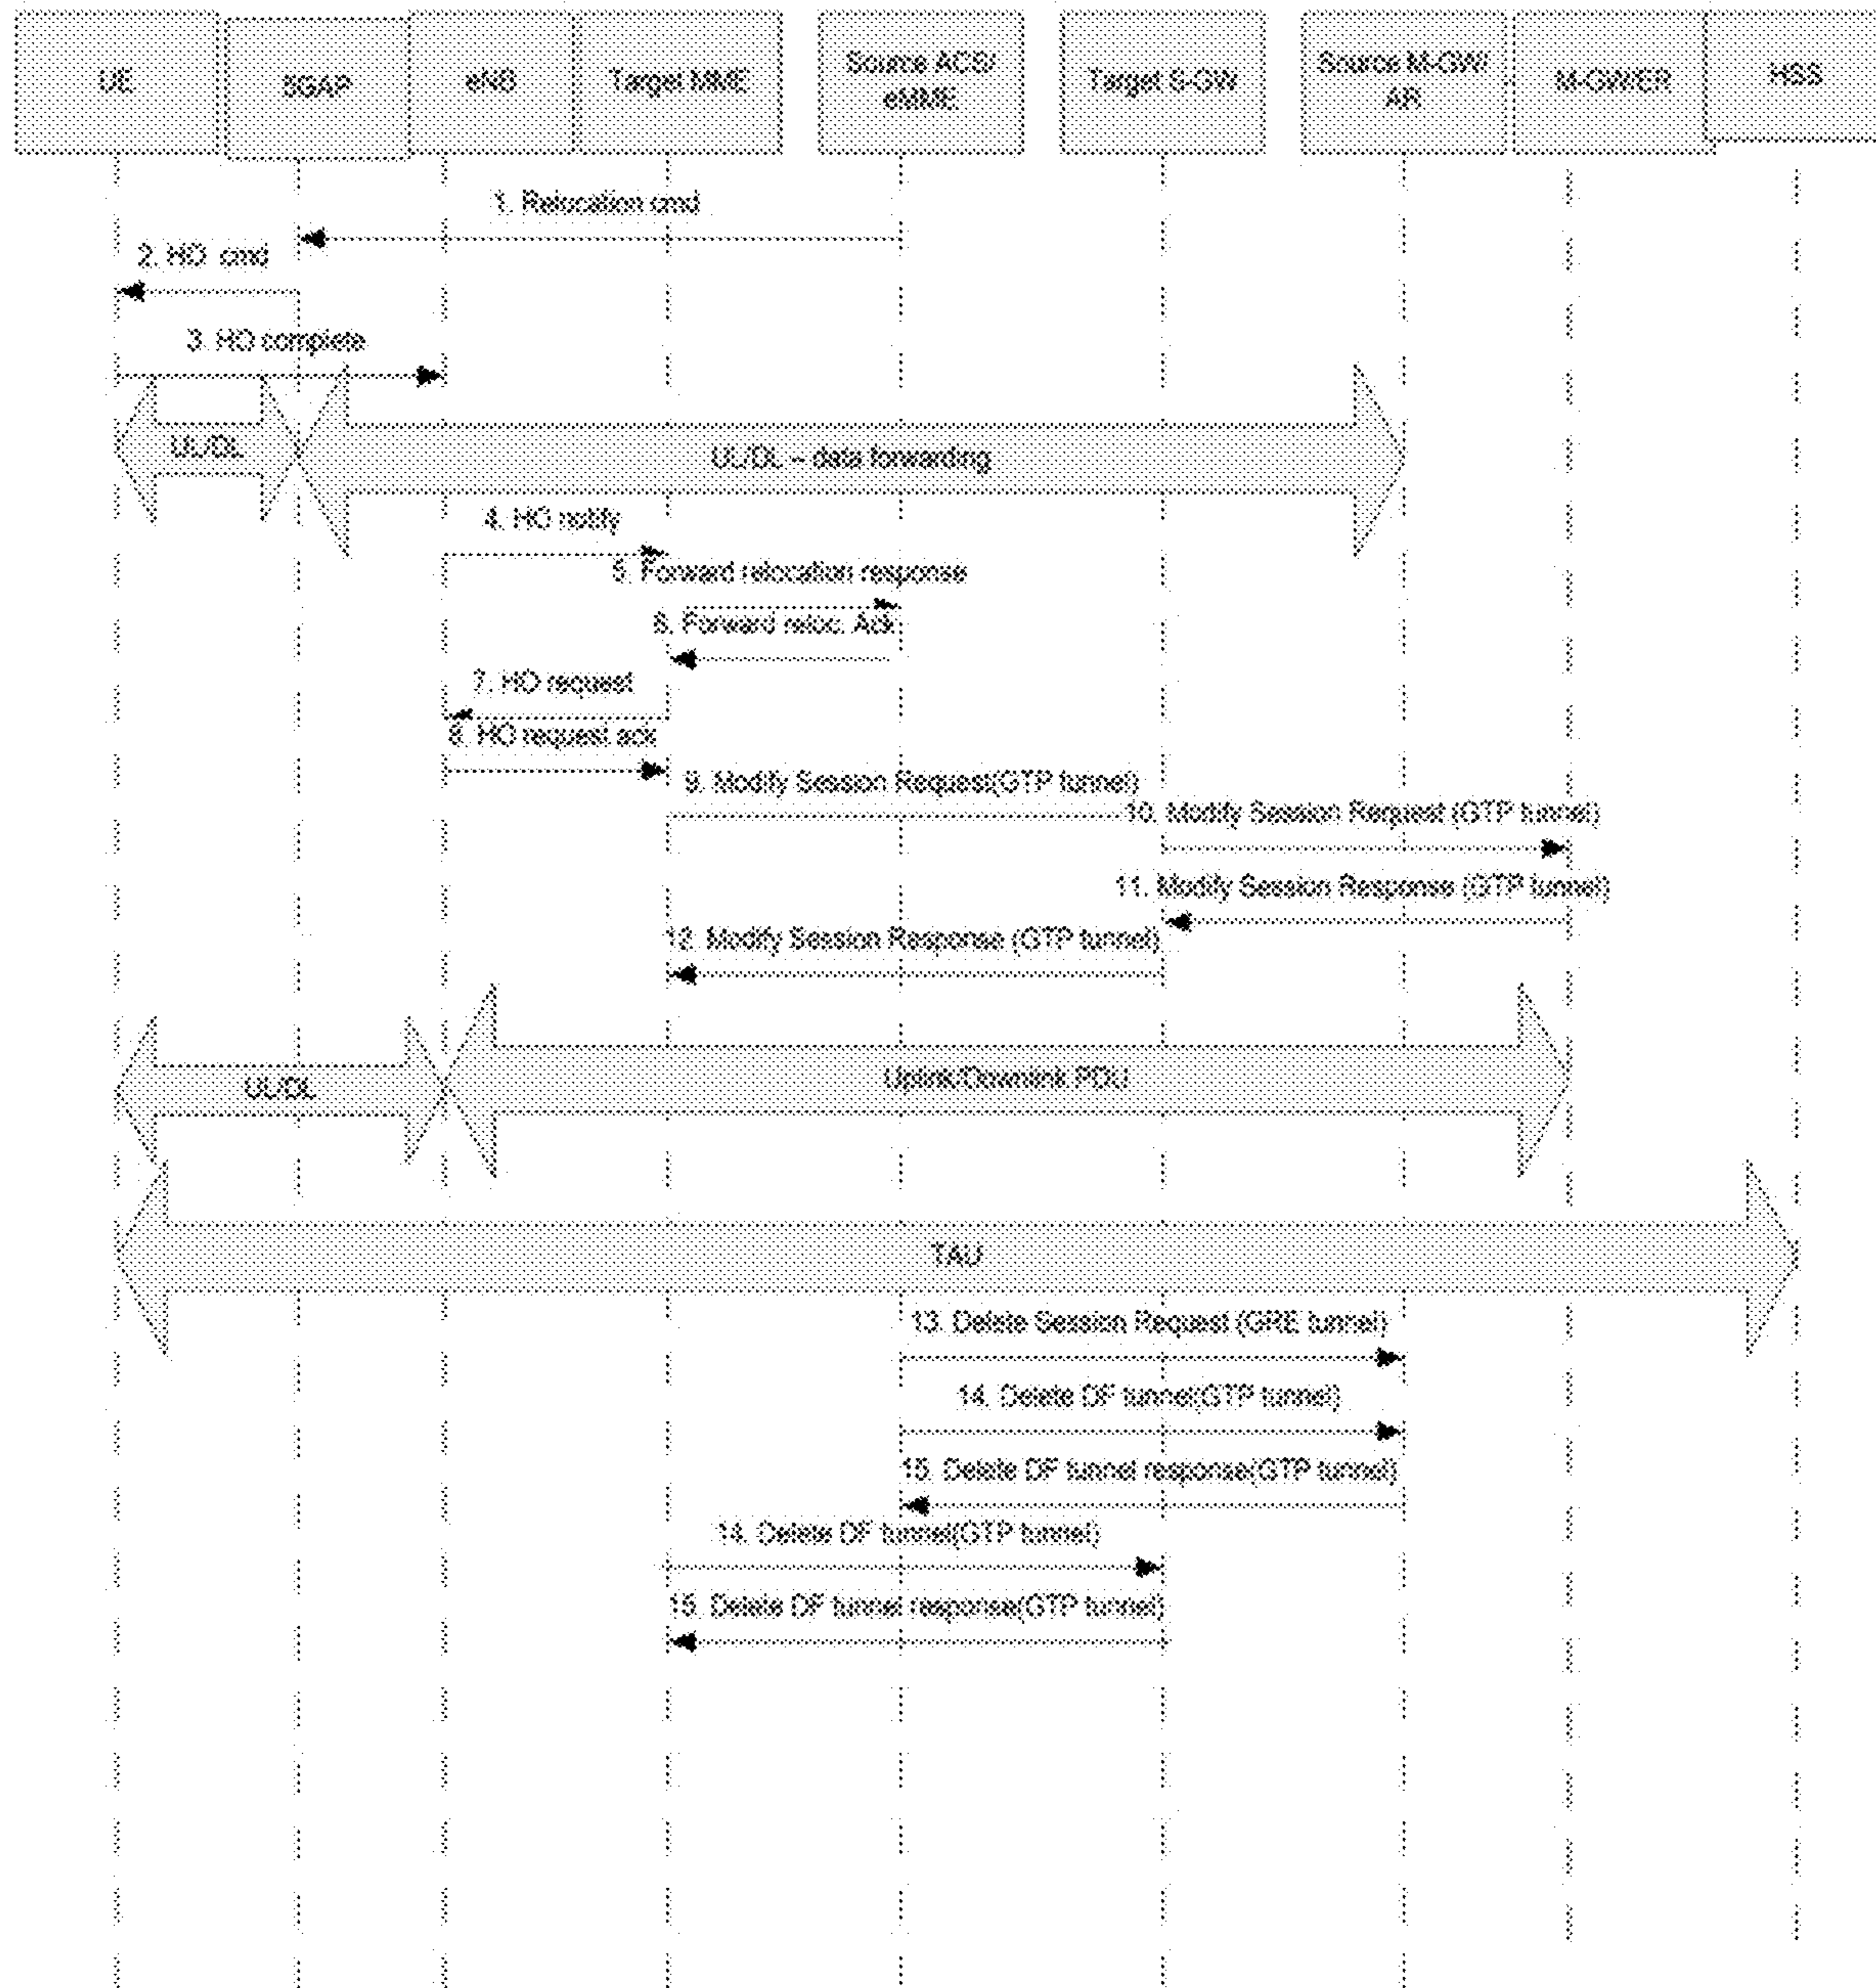 UE
5GAP
eNB
Target MME
Source ACS/
eMME
Target S-GW
Source M-GW/
AR
M-GW/ER
HSS
1. Relocation cmd
2. HO cmd
3. HO complete
UL/DL
UL/DL – data forwarding
4. HO notify
5. Forward relocation response
6. Forward reloc. Ack
7. HO request
8. HO request ack
9. Modify Session Request(GTP tunnel)
10. Modify Session Request (GTP tunnel)
11. Modify Session Response (GTP tunnel)
12. Modify Session Response (GTP tunnel)
UL/DL
Uplink/Downlink PDU
TAU
13. Delete Session Request (GRE tunnel)
14. Delete DF tunnel(GTP tunnel)
15. Delete DF tunnel response(GTP tunnel)
14. Delete DF tunnel(GTP tunnel)
15. Delete DF tunnel response(GTP tunnel)